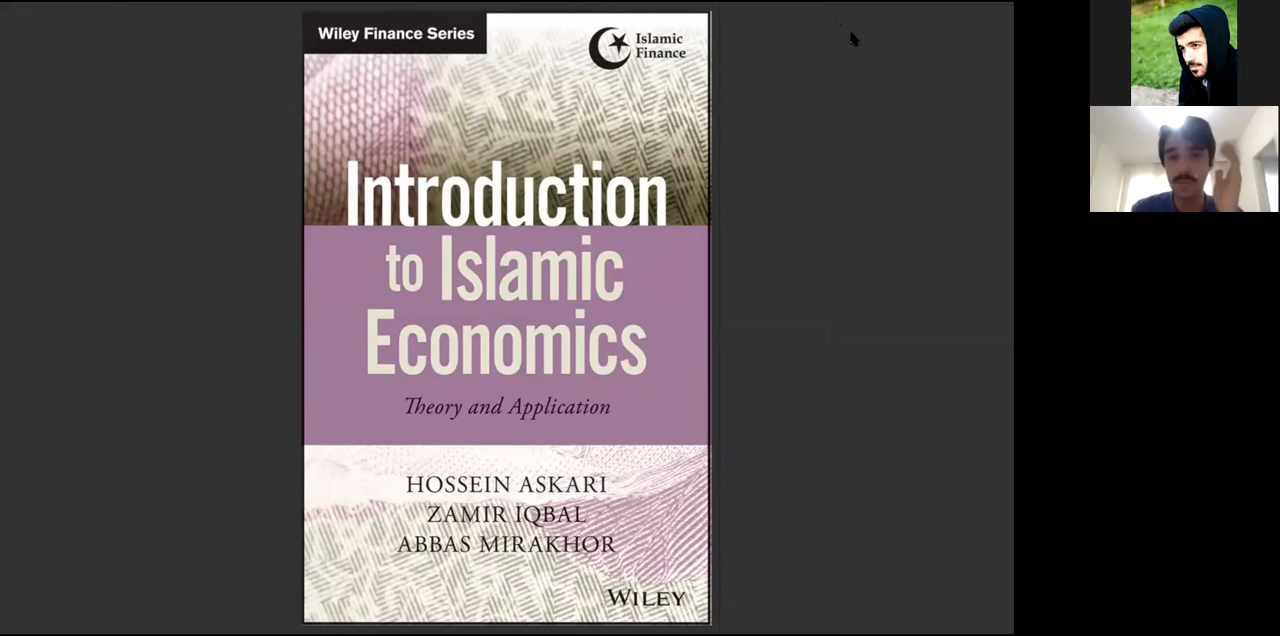 Wiley Finance Series
Islamic
Finance
Introduction
to Islamic
Economics
Theory and Application
HOSSEIN ASKARI
ZAMIR IQBAL
ABBAS MIRAKHOR
WILEY